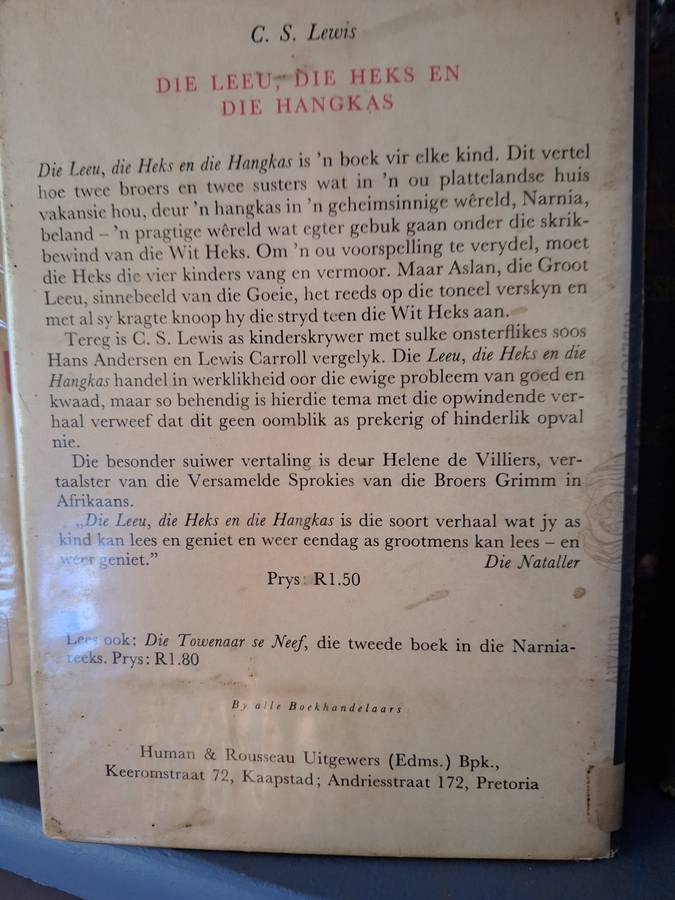 C. S. Lewis
DIE LEEU, DIE HEKS EN
DIE HANGKAS
Die Leeu, die Heks en die Hangkas is 'n boek vir elke kind. Dit vertel
hoe twee broers en twee susters wat in 'n ou plattelandse huis
vakansie hou, deur 'n hangkas in 'n geheimsinnige wêreld, Narnia,
beland – 'n pragtige wêreld wat egter gebuk gaan onder die skrik-
bewind van die Wit Heks. Om 'n ou voorspelling te verydel, moet
die Heks die vier kinders vang en vermoor. Maar Aslan, die Groot
Leeu, sinnebeeld van die Goeie, het reeds op die toneel verskyn en
met al sy kragte knoop hy die stryd teen die Wit Heks aan.
Tereg is C. S. Lewis as kinderskrywer met sulke onsterflikes soos
Hans Andersen en Lewis Carroll vergelyk. Die Leeu, die Heks en die
Hangkas handel in werklikheid oor die ewige probleem van goed en
kwaad, maar so behendig is hierdie tema met die opwindende ver-
haal verweef dat dit geen oomblik as prekerig of hinderlik opval
nie.
Die besonder suiwer vertaling is deur Helene de Villiers, ver-
taalster van die Versamelde Sprokies van die Broers Grimm in
Afrikaans.
„Die Leeu, die Heks en die Hangkas is die soort verhaal wat jy as
kind kan lees en geniet en weer eendag as grootmens kan lees – en
weer geniet.” Die Nataller
Prys: R1.50
Lees ook: Die Towenaar se Neef, die tweede boek in die Narnia-
reeks. Prys: R1.80
By alle Boekhandelaars
Human & Rousseau Uitgewers (Edms.) Bpk.,
Keeromstraat 72, Kaapstad; Andriesstraat 172, Pretoria